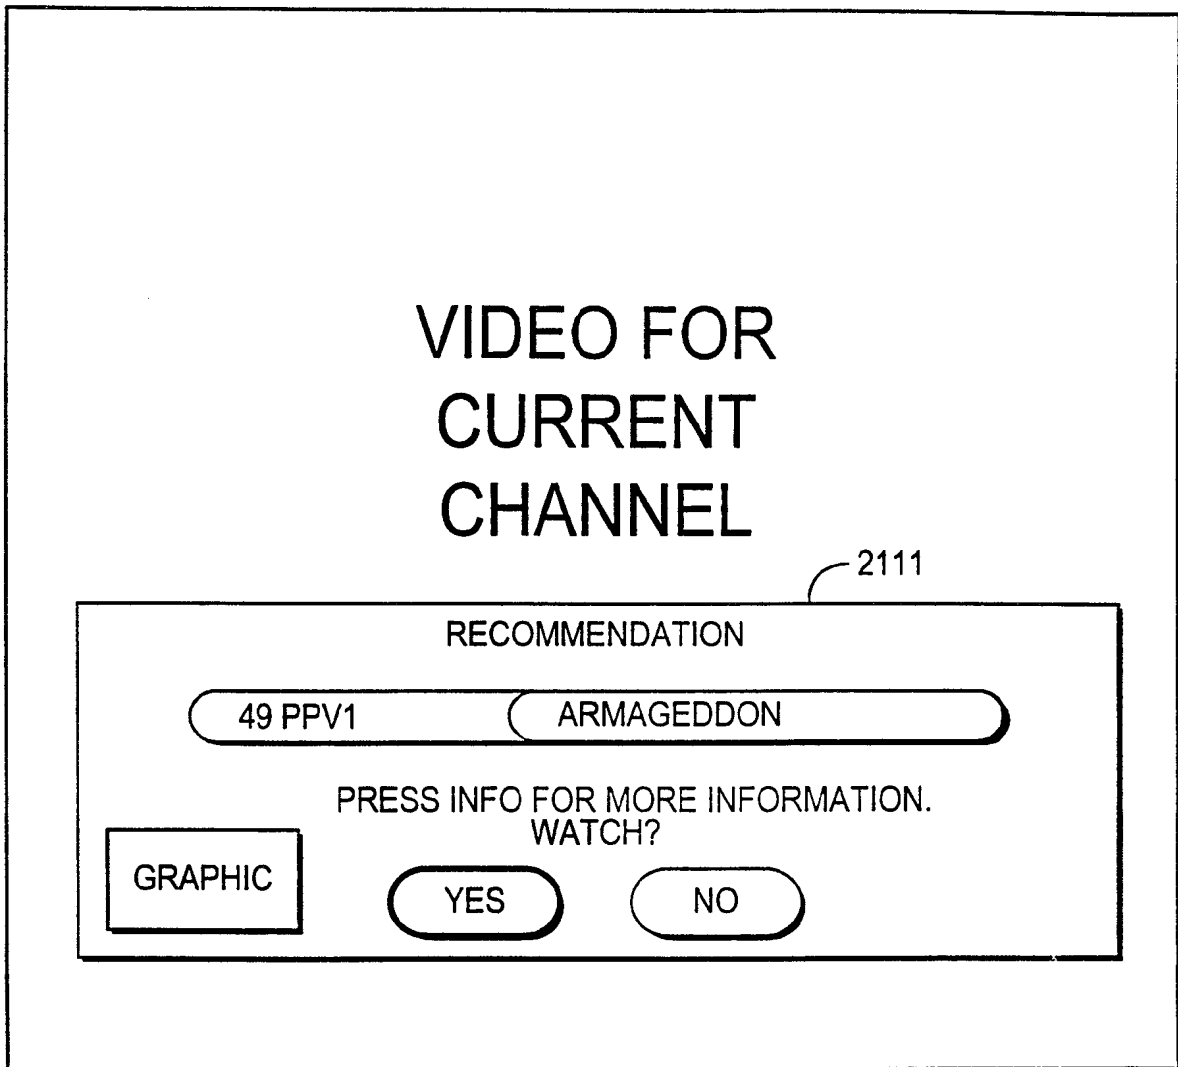 VIDEO FOR
CURRENT
CHANNEL
2111
RECOMMENDATION
49 PPV1 ARMAGEDDON
PRESS INFO FOR MORE INFORMATION.
WATCH?
GRAPHIC
YES NO